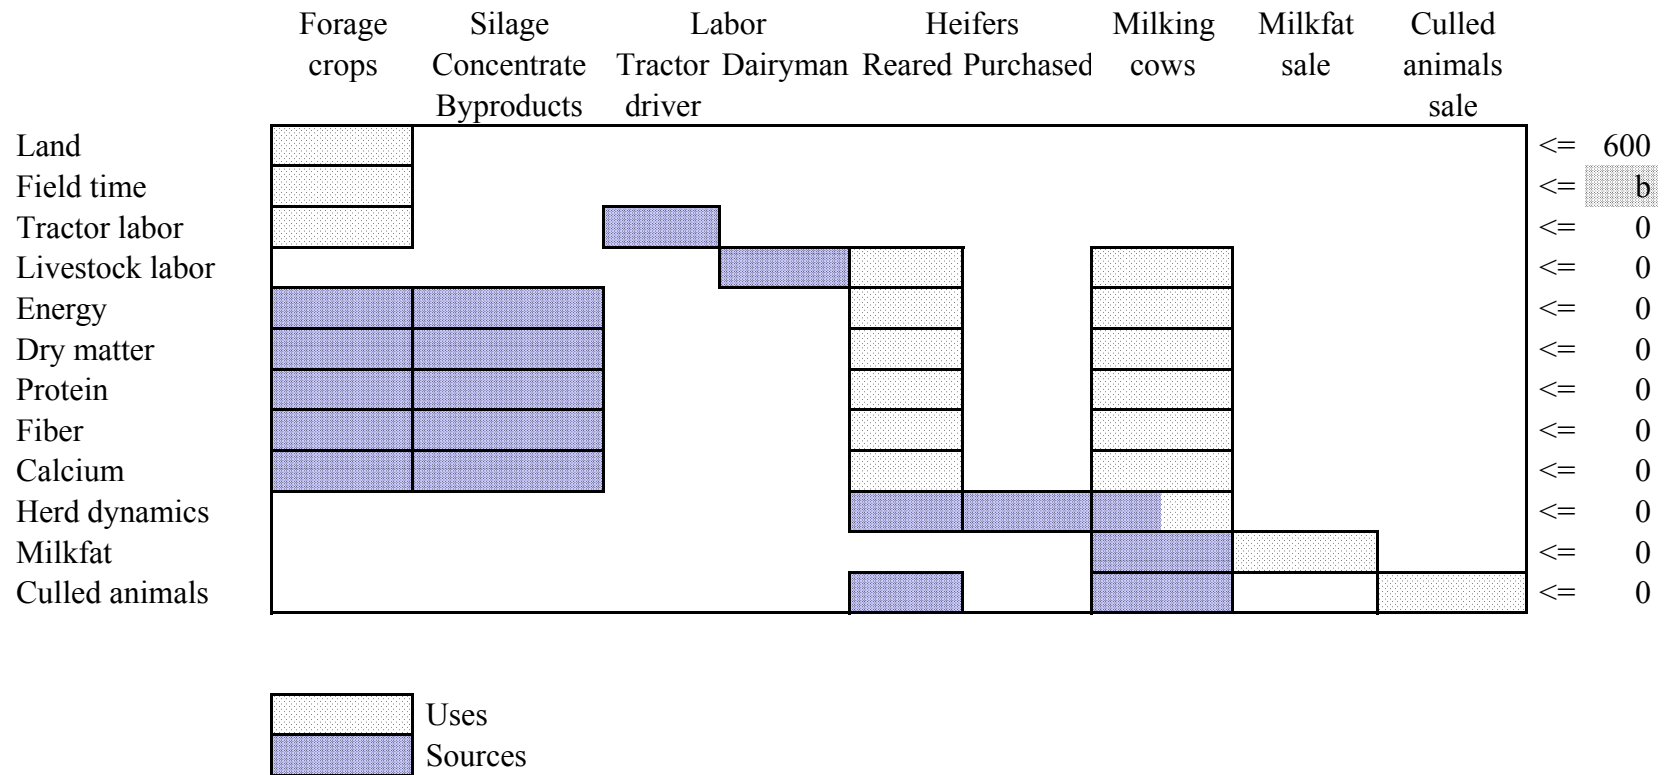 Forage Silage Labor Heifers Milking Milkfat Culled
crops Concentrate Tractor Dairyman Reared Purchased cows sale animals
Byproducts driver sale
Land <= 600
Field time <= b
Tractor labor <= 0
Livestock labor <= 0
Energy <= 0
Dry matter <= 0
Protein <= 0
Fiber <= 0
Calcium <= 0
Herd dynamics <= 0
Milkfat <= 0
Culled animals <= 0
Uses
Sources